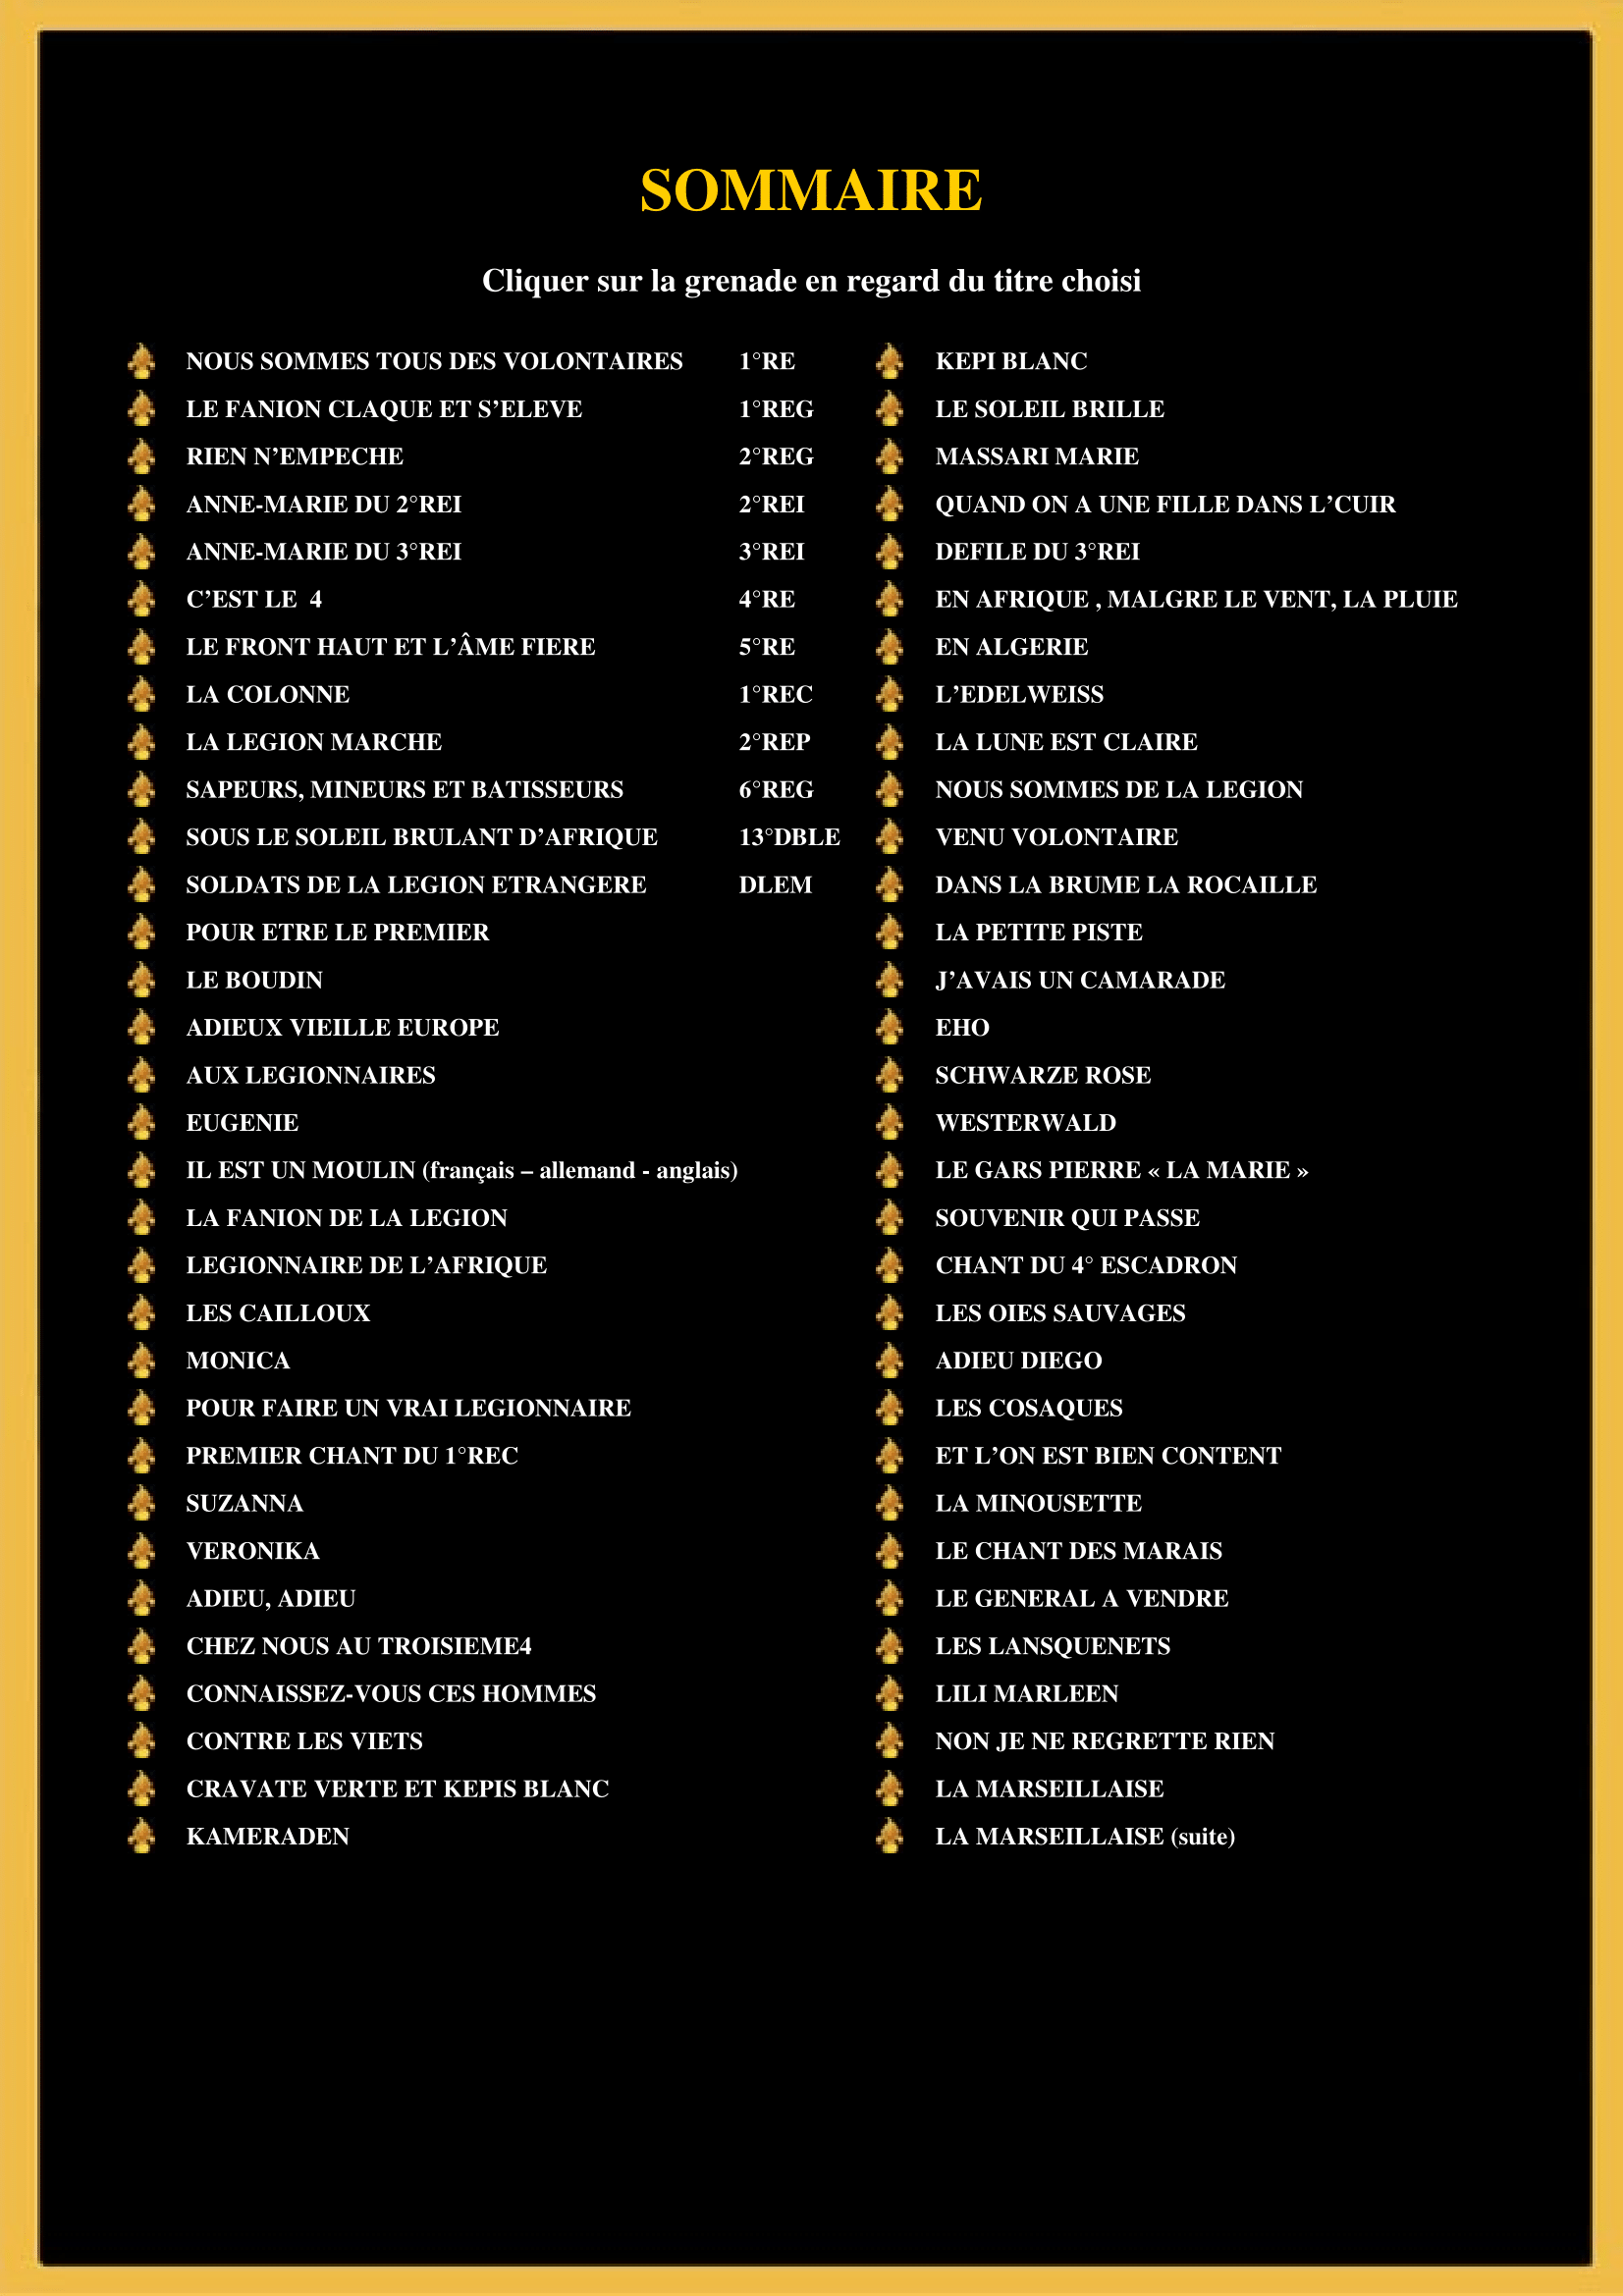 SOMMAIRE
Cliquer sur la grenade en regard du titre choisi
NOUS SOMMES TOUS DES VOLONTAIRES 1°RE
LE FANION CLAQUE ET S’ELEVE 1°REG
RIEN N’EMPECHE 2°REG
ANNE-MARIE DU 2°REI 2°REI
ANNE-MARIE DU 3°REI 3°REI
C’EST LE  4 4°RE
LE FRONT HAUT ET L’ÂME FIERE 5°RE
LA COLONNE 1°REC
LA LEGION MARCHE 2°REP
SAPEURS, MINEURS ET BATISSEURS 6°REG
SOUS LE SOLEIL BRULANT D’AFRIQUE 13°DBLE
SOLDATS DE LA LEGION ETRANGERE DLEM
POUR ETRE LE PREMIER
LE BOUDIN
ADIEUX VIEILLE EUROPE
AUX LEGIONNAIRES
EUGENIE
IL EST UN MOULIN (français – allemand - anglais)
LA FANION DE LA LEGION
LEGIONNAIRE DE L’AFRIQUE
LES CAILLOUX
MONICA
POUR FAIRE UN VRAI LEGIONNAIRE
PREMIER CHANT DU 1°REC
SUZANNA
VERONIKA
ADIEU, ADIEU
CHEZ NOUS AU TROISIEME4
CONNAISSEZ-VOUS CES HOMMES
CONTRE LES VIETS
CRAVATE VERTE ET KEPIS BLANC
KAMERADEN
KEPI BLANC
LE SOLEIL BRILLE
MASSARI MARIE
QUAND ON A UNE FILLE DANS L’CUIR
DEFILE DU 3°REI
EN AFRIQUE , MALGRE LE VENT, LA PLUIE
EN ALGERIE
L’EDELWEISS
LA LUNE EST CLAIRE
NOUS SOMMES DE LA LEGION
VENU VOLONTAIRE
DANS LA BRUME LA ROCAILLE
LA PETITE PISTE
J’AVAIS UN CAMARADE
EHO
SCHWARZE ROSE
WESTERWALD
LE GARS PIERRE « LA MARIE »
SOUVENIR QUI PASSE
CHANT DU 4° ESCADRON
LES OIES SAUVAGES
ADIEU DIEGO
LES COSAQUES
ET L’ON EST BIEN CONTENT
LA MINOUSETTE
LE CHANT DES MARAIS
LE GENERAL A VENDRE
LES LANSQUENETS
LILI MARLEEN
NON JE NE REGRETTE RIEN
LA MARSEILLAISE
LA MARSEILLAISE (suite)